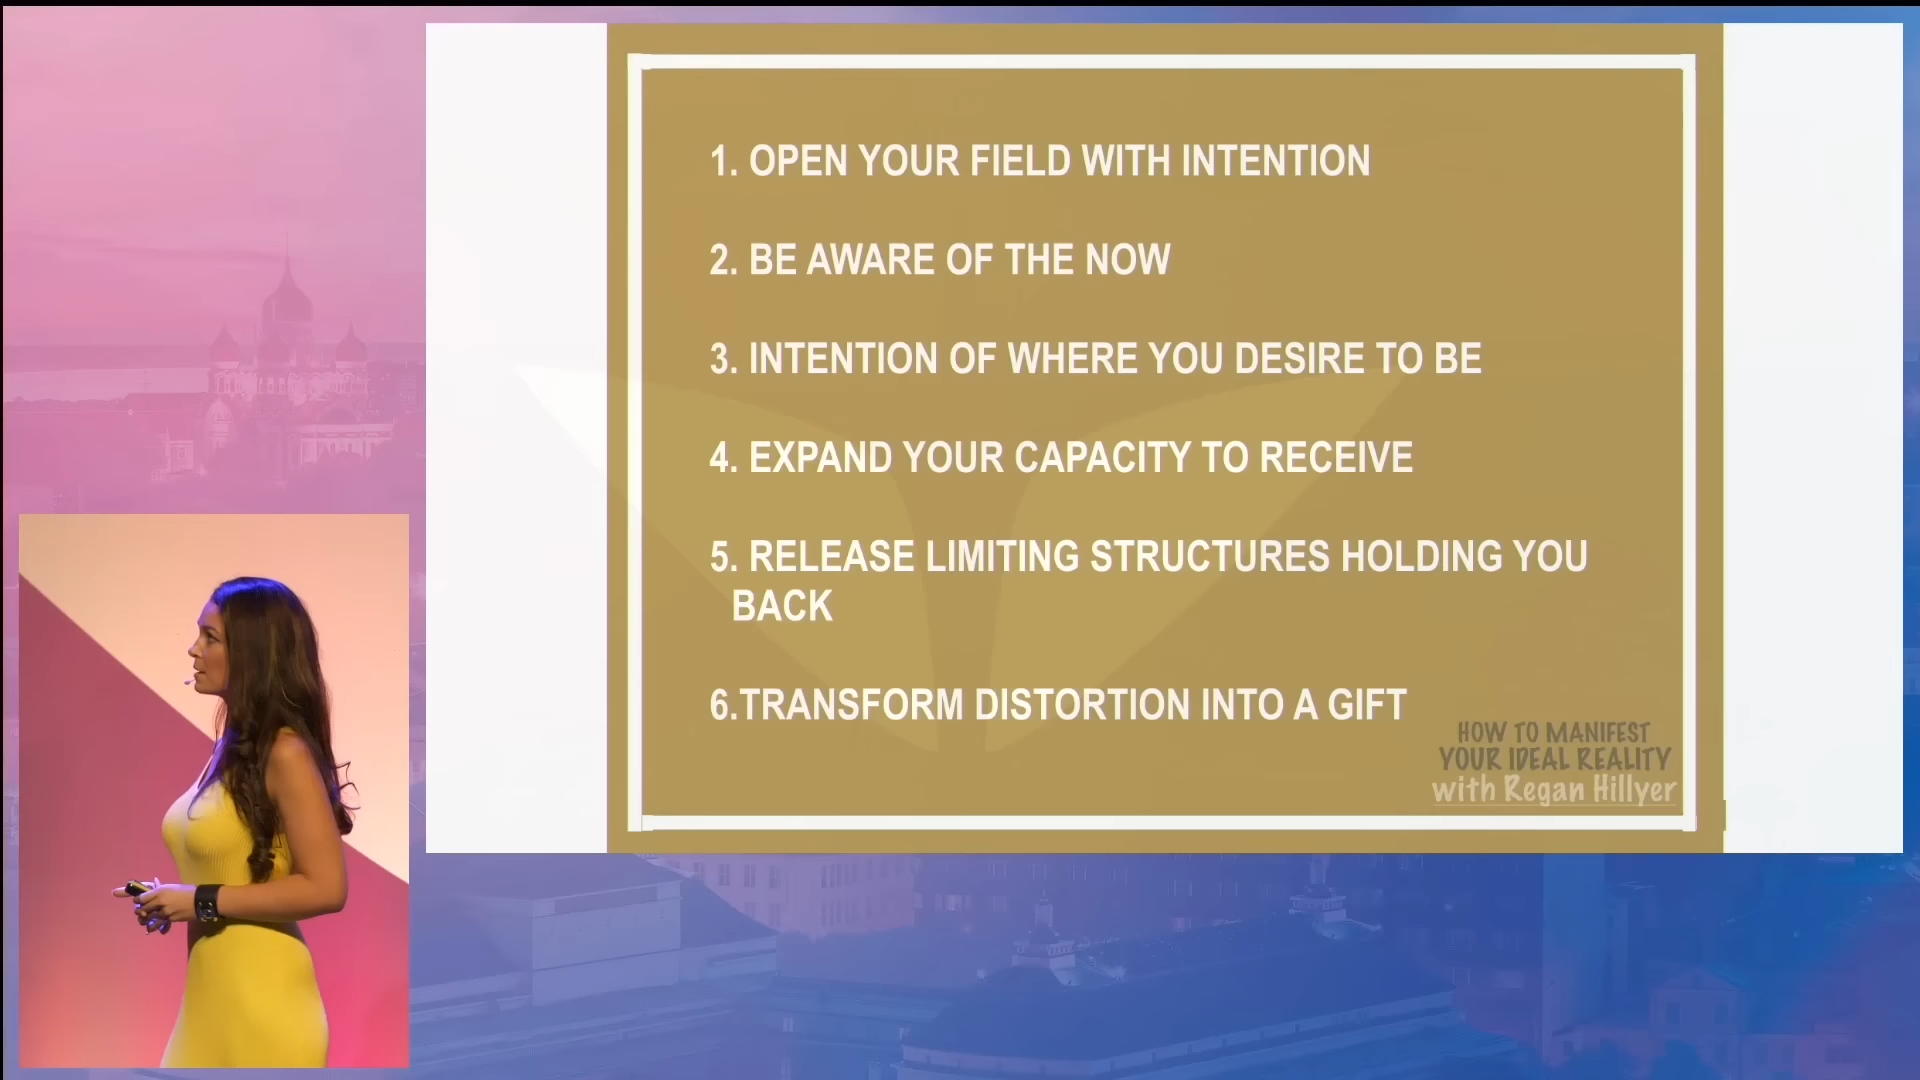 1. OPEN YOUR FIELD WITH INTENTION
2. BE AWARE OF THE NOW
3. INTENTION OF WHERE YOU DESIRE TO BE
4. EXPAND YOUR CAPACITY TO RECEIVE
5. RELEASE LIMITING STRUCTURES HOLDING YOU
BACK
6.TRANSFORM DISTORTION INTO A GIFT
HOW TO MANIFEST
YOUR IDEAL REALITY
with Regan Hillyer